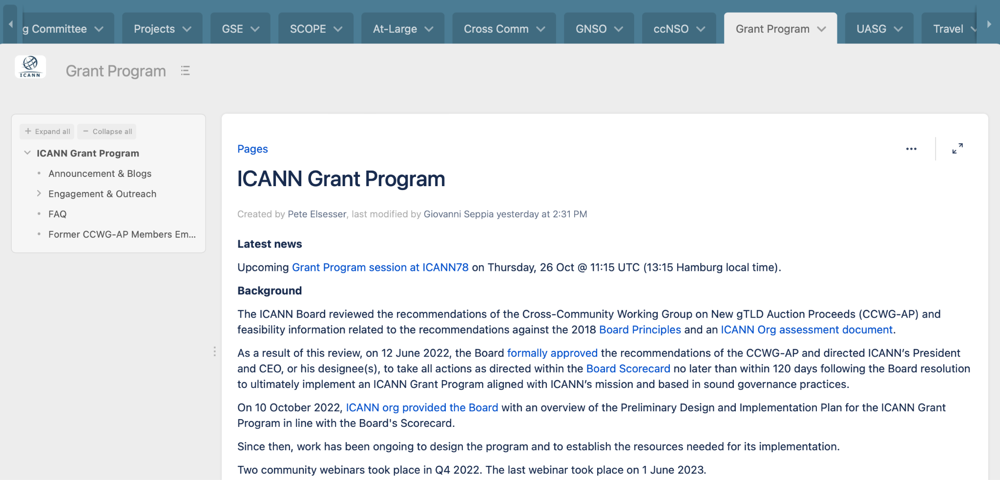 g Committee
Projects
GSE
SCOPE
At-Large
Cross Comm
GNSO
ccNSO
Grant Program
UASG
Travel
ICANN
Grant Program
Expand all
Collapse all
ICANN Grant Program
Announcement & Blogs
Engagement & Outreach
FAQ
Former CCWG-AP Members Em...
Pages
ICANN Grant Program
Created by Pete Elsesser, last modified by Giovanni Seppia yesterday at 2:31 PM
Latest news
Upcoming Grant Program session at ICANN78 on Thursday, 26 Oct @ 11:15 UTC (13:15 Hamburg local time).
Background
The ICANN Board reviewed the recommendations of the Cross-Community Working Group on New gTLD Auction Proceeds (CCWG-AP) and
feasibility information related to the recommendations against the 2018 Board Principles and an ICANN Org assessment document.
As a result of this review, on 12 June 2022, the Board formally approved the recommendations of the CCWG-AP and directed ICANN’s President
and CEO, or his designee(s), to take all actions as directed within the Board Scorecard no later than within 120 days following the Board resolution
to ultimately implement an ICANN Grant Program aligned with ICANN’s mission and based in sound governance practices.
On 10 October 2022, ICANN org provided the Board with an overview of the Preliminary Design and Implementation Plan for the ICANN Grant
Program in line with the Board's Scorecard.
Since then, work has been ongoing to design the program and to establish the resources needed for its implementation.
Two community webinars took place in Q4 2022. The last webinar took place on 1 June 2023.